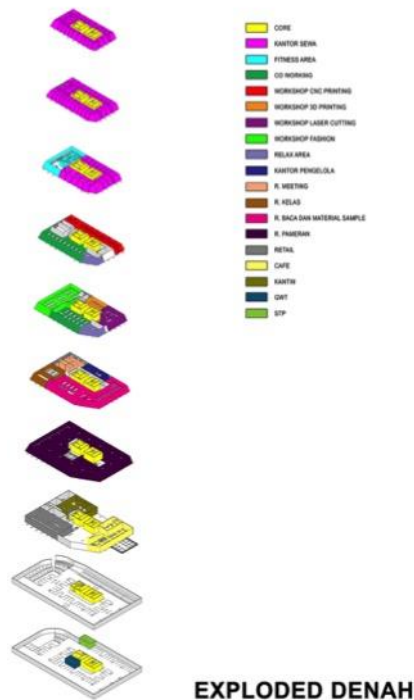 CORE
KANTOR SEWA
FITNESS AREA
CO WORKING
WORKSHOP CNC PRINTING
WORKSHOP 3D PRINTING
WORKSHOP LASER CUTTING
WORKSHOP FASHION
RELAX AREA
KANTOR PENGELOLA
R. MEETING
R. KELAS
R. BACA DAN MATERIAL SAMPLE
R. PAMERAN
RETAIL
CAFE
KANTIN
GWT
STP
EXPLODED DENAH